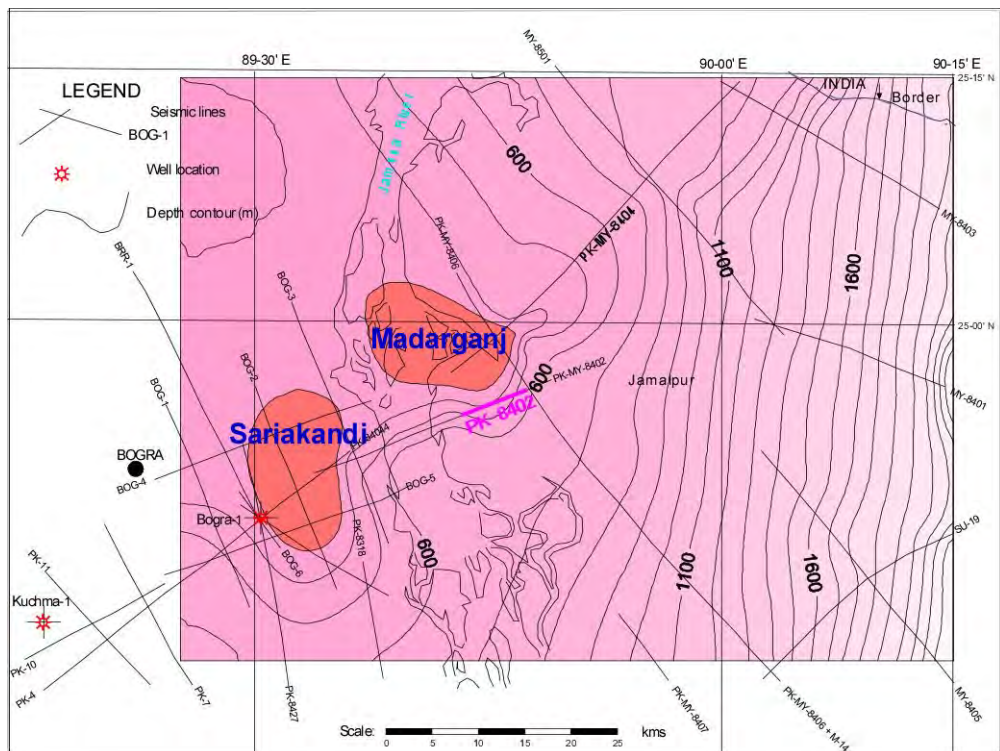 MY-8501
89-30' E
90-00' E
90-15' E
25-15' N
INDIA
Border
LEGEND
Seismic lines
BOG-1
Well location
Depth contour (m)
Jamuna River
600
PK-MY-8404
PK-MY-8406
MY-8403
BRR-1
BOG-3
1100
1600
25-00' N
Madarganj
BOG-2
BOG-1
600
PK-MY-8402
Jamalpur
MY-8401
PK-8402
Sariakandi
BOGRA
BOG-4
BOG-5
Bogra-1
PK-8318
SU-19
600
BOG-6
1100
1600
PK-11
Kuchma-1
PK-10
PK-4
PK-7
PK-8427
PK-MY-8407
PK-MY-8406 + M-14
MY-8405
Scale:
kms
0 5 10 15 20 25